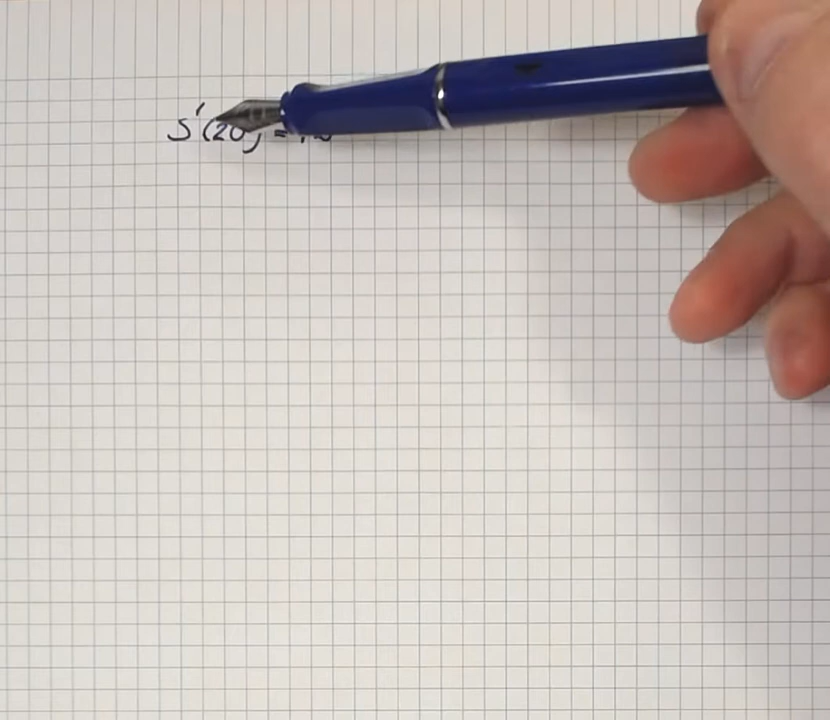 S'(20) =